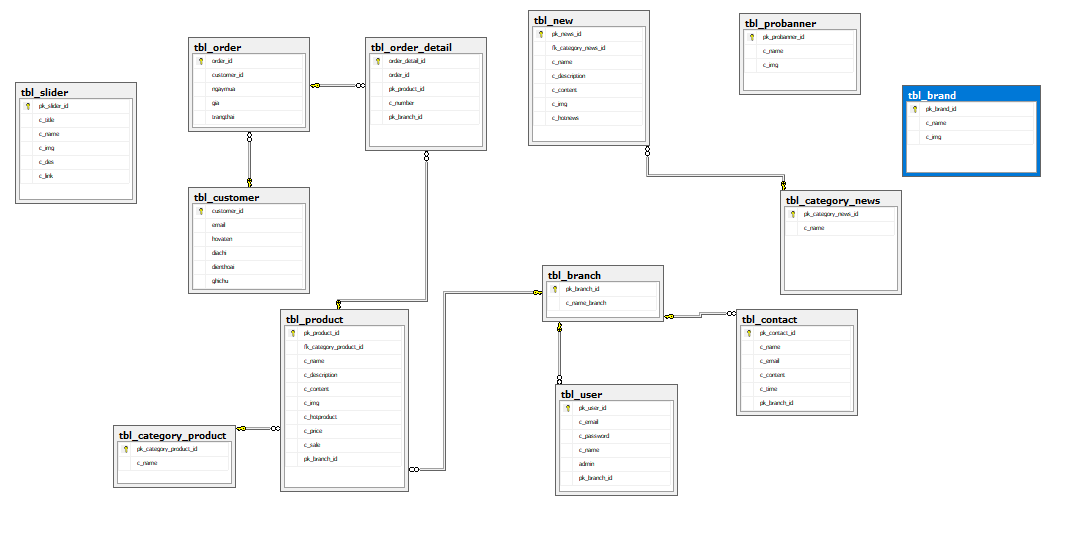 tbl_slider
pk_slider_id
c_title
c_name
c_img
c_des
c_link
tbl_order
order_id
customer_id
ngaymua
gia
trangthai
tbl_order_detail
order_detail_id
order_id
pk_product_id
c_number
pk_branch_id
tbl_new
pk_news_id
fk_category_news_id
c_name
c_description
c_content
c_img
c_hotnews
tbl_probanner
pk_probanner_id
c_name
c_img
tbl_brand
pk_brand_id
c_name
c_img
tbl_customer
customer_id
email
hovaten
diachi
dienthoai
ghichu
tbl_category_news
pk_category_news_id
c_name
tbl_branch
pk_branch_id
c_name_branch
tbl_product
pk_product_id
fk_category_product_id
c_name
c_description
c_content
c_img
c_hotproduct
c_price
c_sale
pk_branch_id
tbl_contact
pk_contact_id
c_name
c_email
c_content
c_time
pk_branch_id
tbl_category_product
pk_category_product_id
c_name
tbl_user
pk_user_id
c_email
c_password
c_name
admin
pk_branch_id